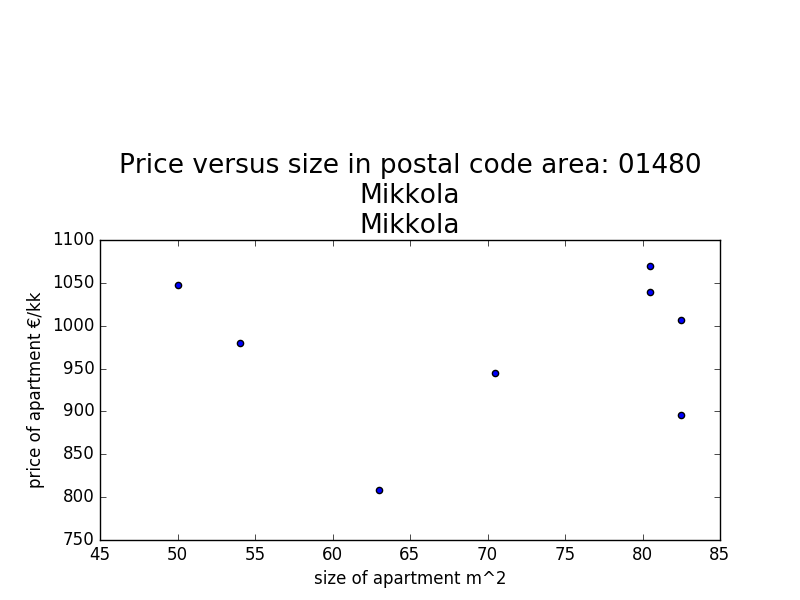 Price versus size in postal code area: 01480
Mikkola
Mikkola
1100
1050
1000
950
900
850
800
750
price of apartment €/kk
45 50 55 60 65 70 75 80 85
size of apartment m^2